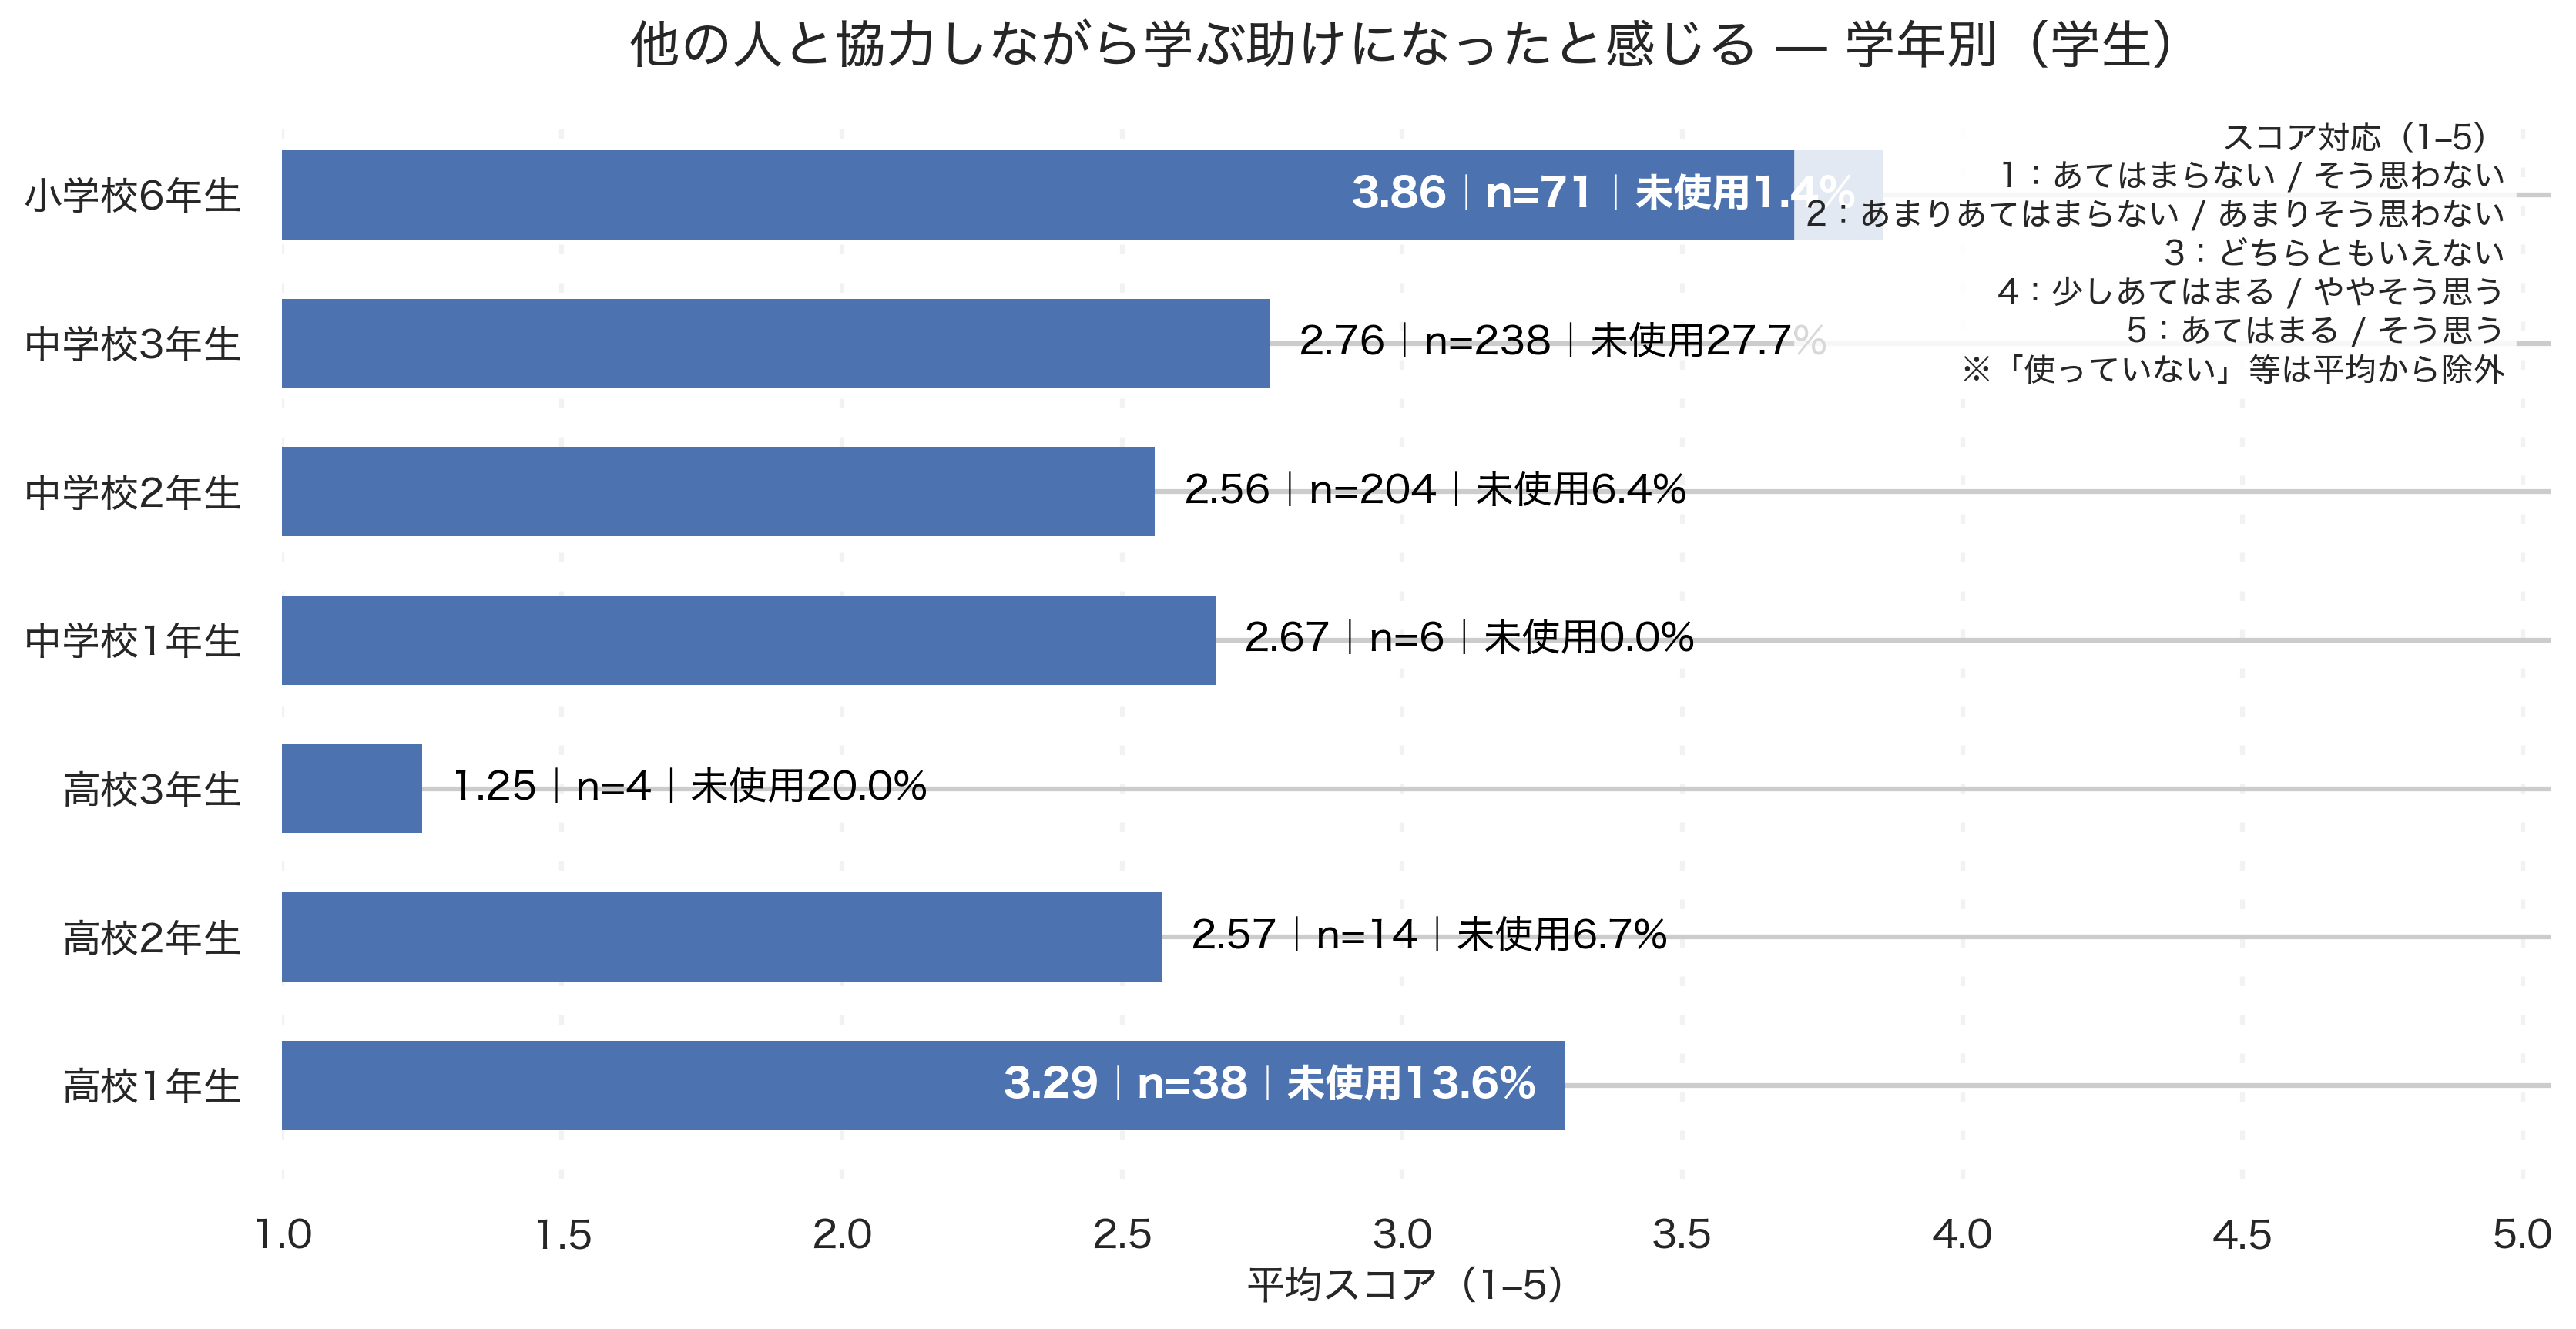 他の人と協力しながら学ぶ助けになったと感じる — 学年別（学生）
スコア対応（1–5）
1：あてはまらない / そう思わない
2：あまりあてはまらない / あまりそう思わない
3：どちらともいえない
4：少しあてはまる / ややそう思う
5：あてはまる / そう思う
※「使っていない」等は平均から除外
小学校6年生 3.86｜n=71｜未使用1.4%
中学校3年生 2.76｜n=238｜未使用27.7%
中学校2年生 2.56｜n=204｜未使用6.4%
中学校1年生 2.67｜n=6｜未使用0.0%
高校3年生 1.25｜n=4｜未使用20.0%
高校2年生 2.57｜n=14｜未使用6.7%
高校1年生 3.29｜n=38｜未使用13.6%
1.0 1.5 2.0 2.5 3.0 3.5 4.0 4.5 5.0
平均スコア（1–5）